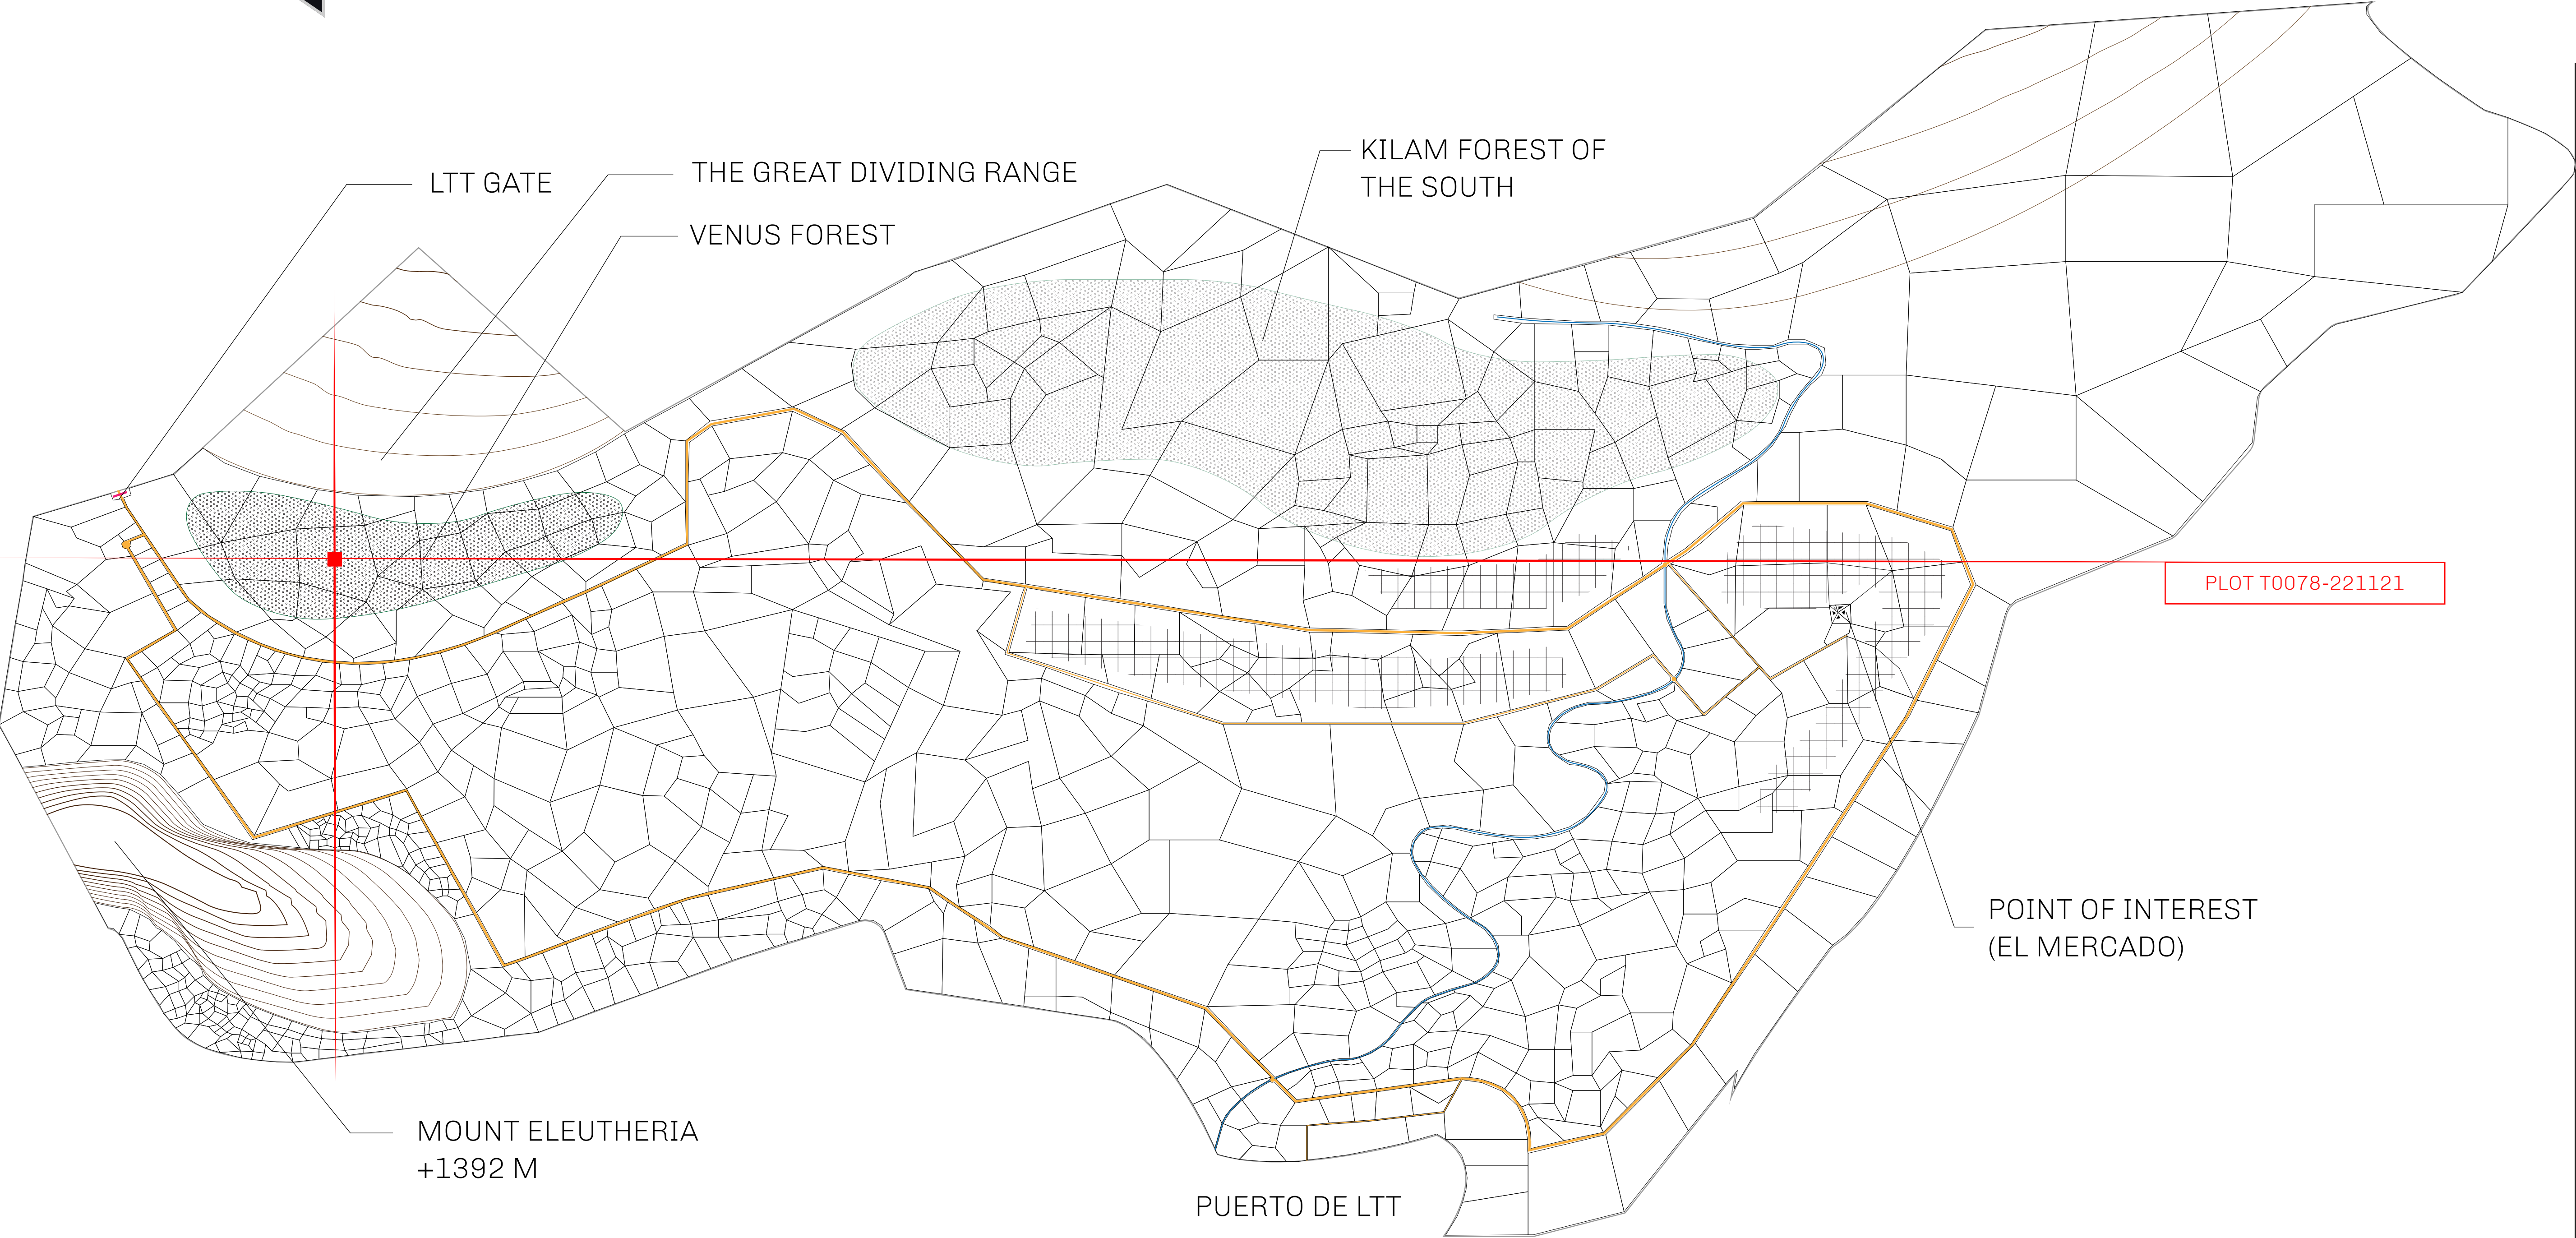 KILAM FOREST OF
THE SOUTH
THE GREAT DIVIDING RANGE
LTT GATE
VENUS FOREST
PLOT T0078-221121
POINT OF INTEREST
(EL MERCADO)
MOUNT ELEUTHERIA
+1392 M
PUERTO DE LTT